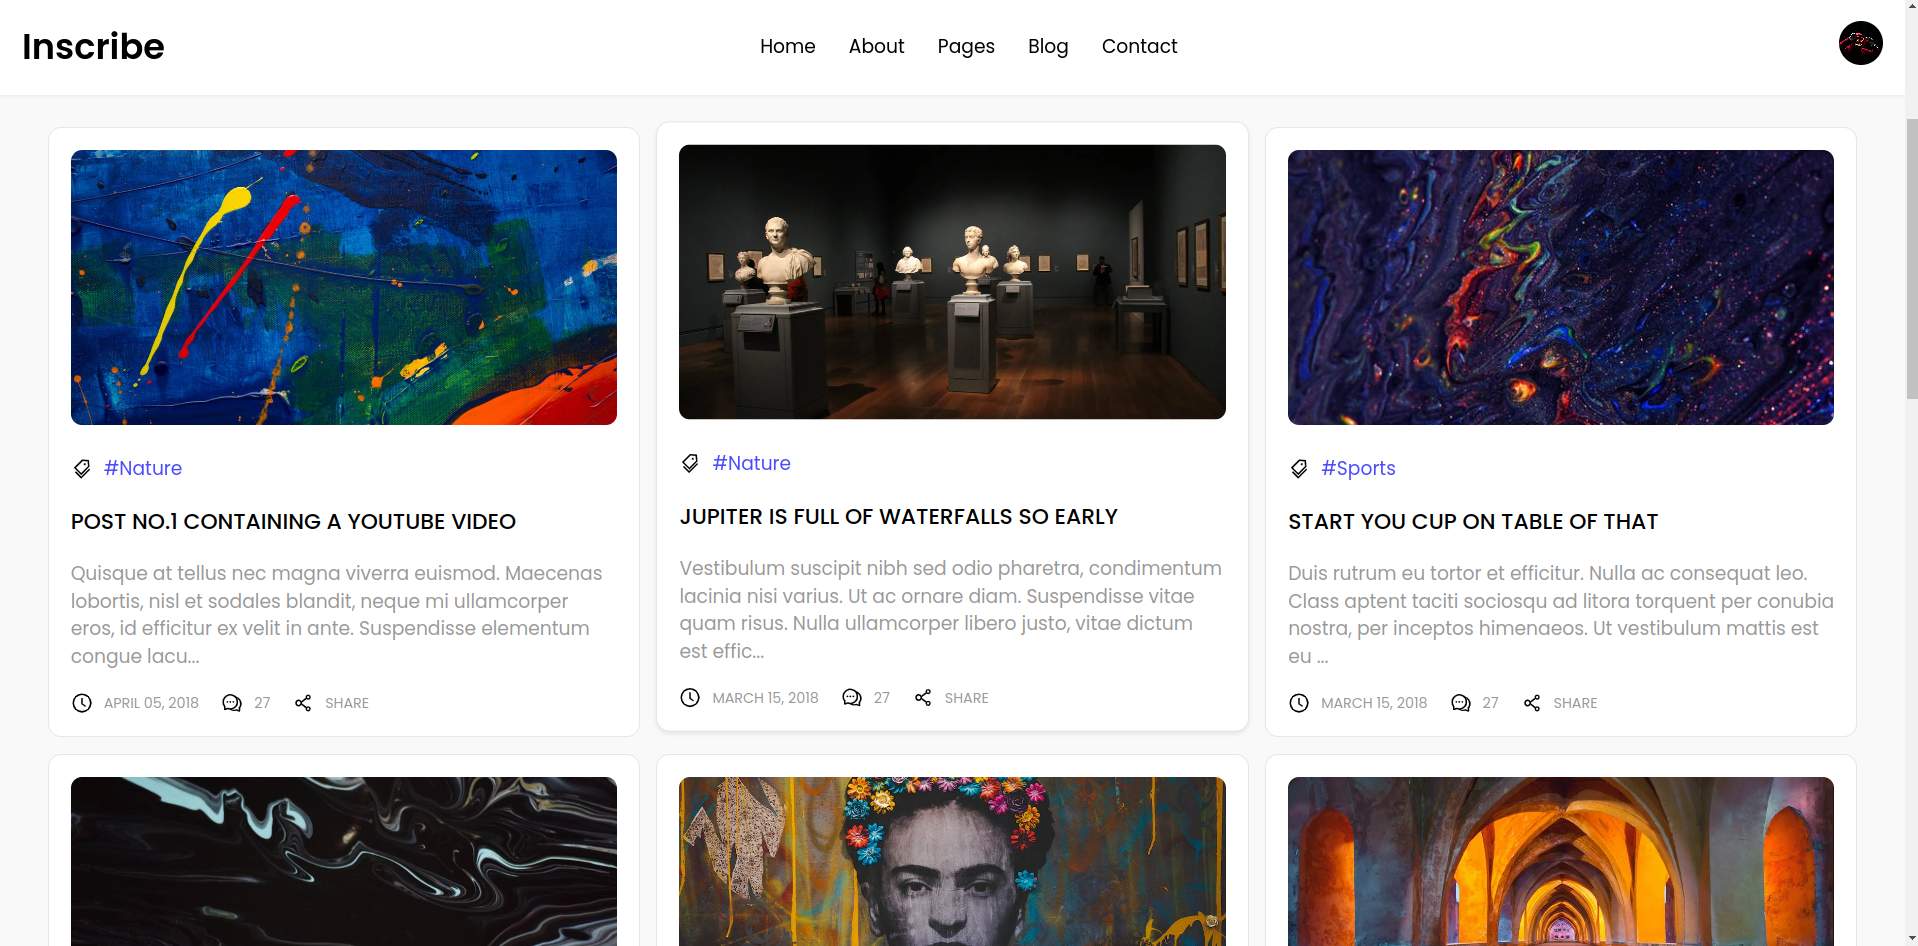 Inscribe
Home About Pages Blog Contact
#Nature
POST NO.1 CONTAINING A YOUTUBE VIDEO
Quisque at tellus nec magna viverra euismod. Maecenas
lobortis, nisl et sodales blandit, neque mi ullamcorper
eros, id efficitur ex velit in ante. Suspendisse elementum
congue lacu...
APRIL 05, 2018 27 SHARE
#Nature
JUPITER IS FULL OF WATERFALLS SO EARLY
Vestibulum suscipit nibh sed odio pharetra, condimentum
lacinia nisi varius. Ut ac ornare diam. Suspendisse vitae
quam risus. Nulla ullamcorper libero justo, vitae dictum
est effic...
MARCH 15, 2018 27 SHARE
#Sports
START YOU CUP ON TABLE OF THAT
Duis rutrum eu tortor et efficitur. Nulla ac consequat leo.
Class aptent taciti sociosqu ad litora torquent per conubia
nostra, per inceptos himenaeos. Ut vestibulum mattis est
eu ...
MARCH 15, 2018 27 SHARE